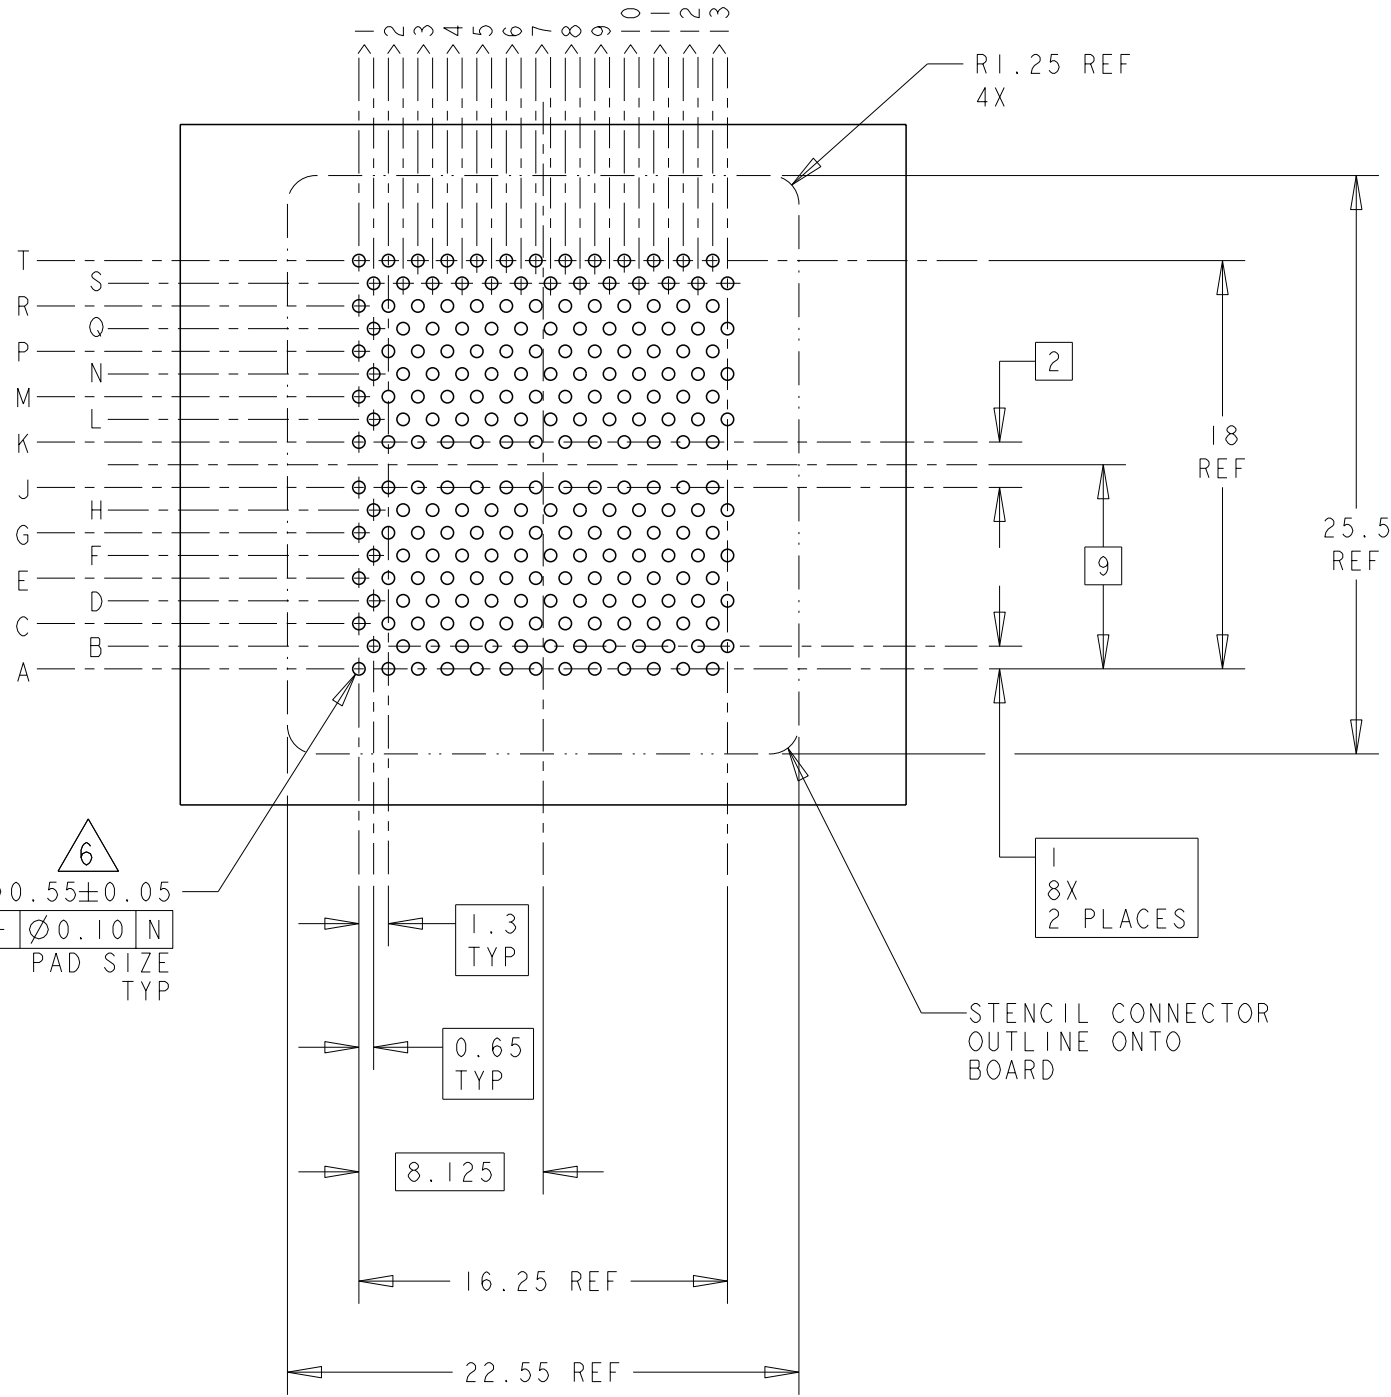 1 2 3 4 5 6 7 8 9 10 11 12 13
R1.25 REF
4X
T
S
R
Q
P
N
M
L
K
J
H
G
F
E
D
C
B
A
2
18
REF
25.5
REF
9
6
0.55±0.05
Ø0.10 N
PAD SIZE
TYP
1
8X
2 PLACES
1.3
TYP
0.65
TYP
STENCIL CONNECTOR
OUTLINE ONTO
BOARD
8.125
16.25 REF
22.55 REF